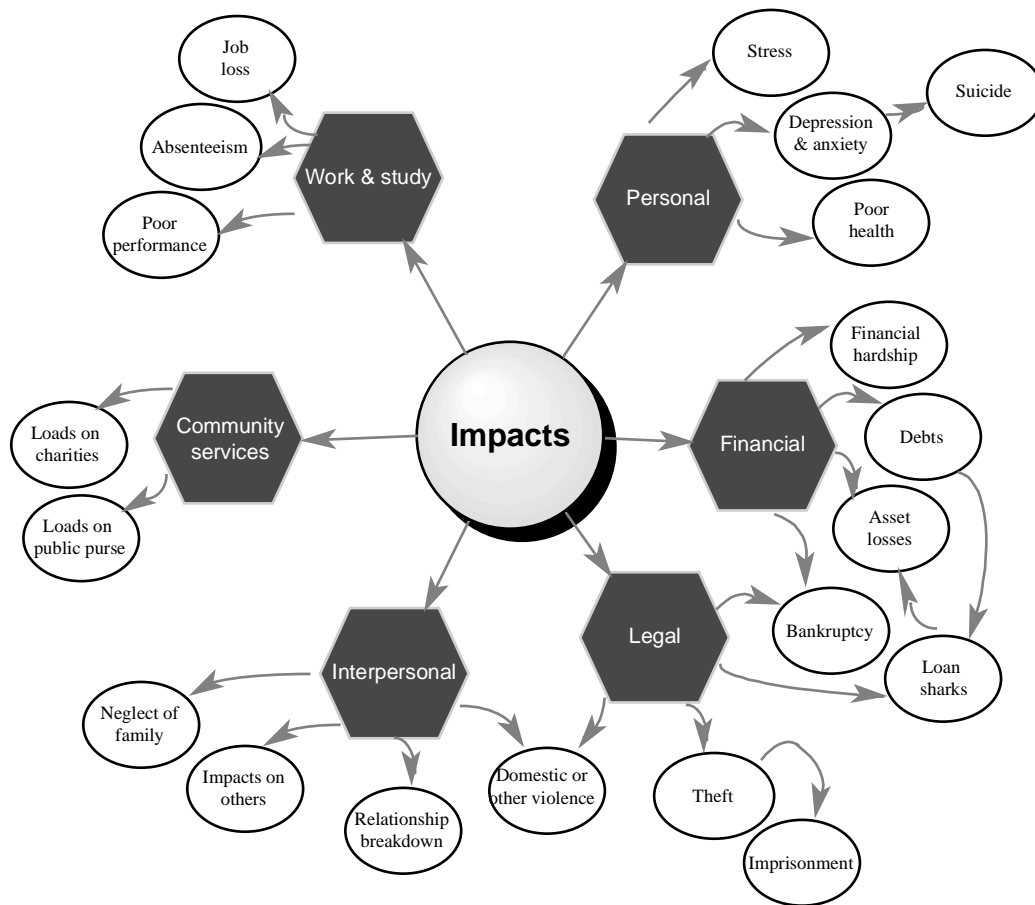 Job
loss
Absenteeism
Poor
performance
Work & study
Stress
Suicide
Depression
& anxiety
Personal
Poor
health
Financial
hardship
Community
services
Impacts
Financial
Debts
Loads on
charities
Loads on
public purse
Asset
losses
Interpersonal
Legal
Bankruptcy
Loan
sharks
Neglect of
family
Impacts on
others
Relationship
breakdown
Domestic or
other violence
Theft
Imprisonment